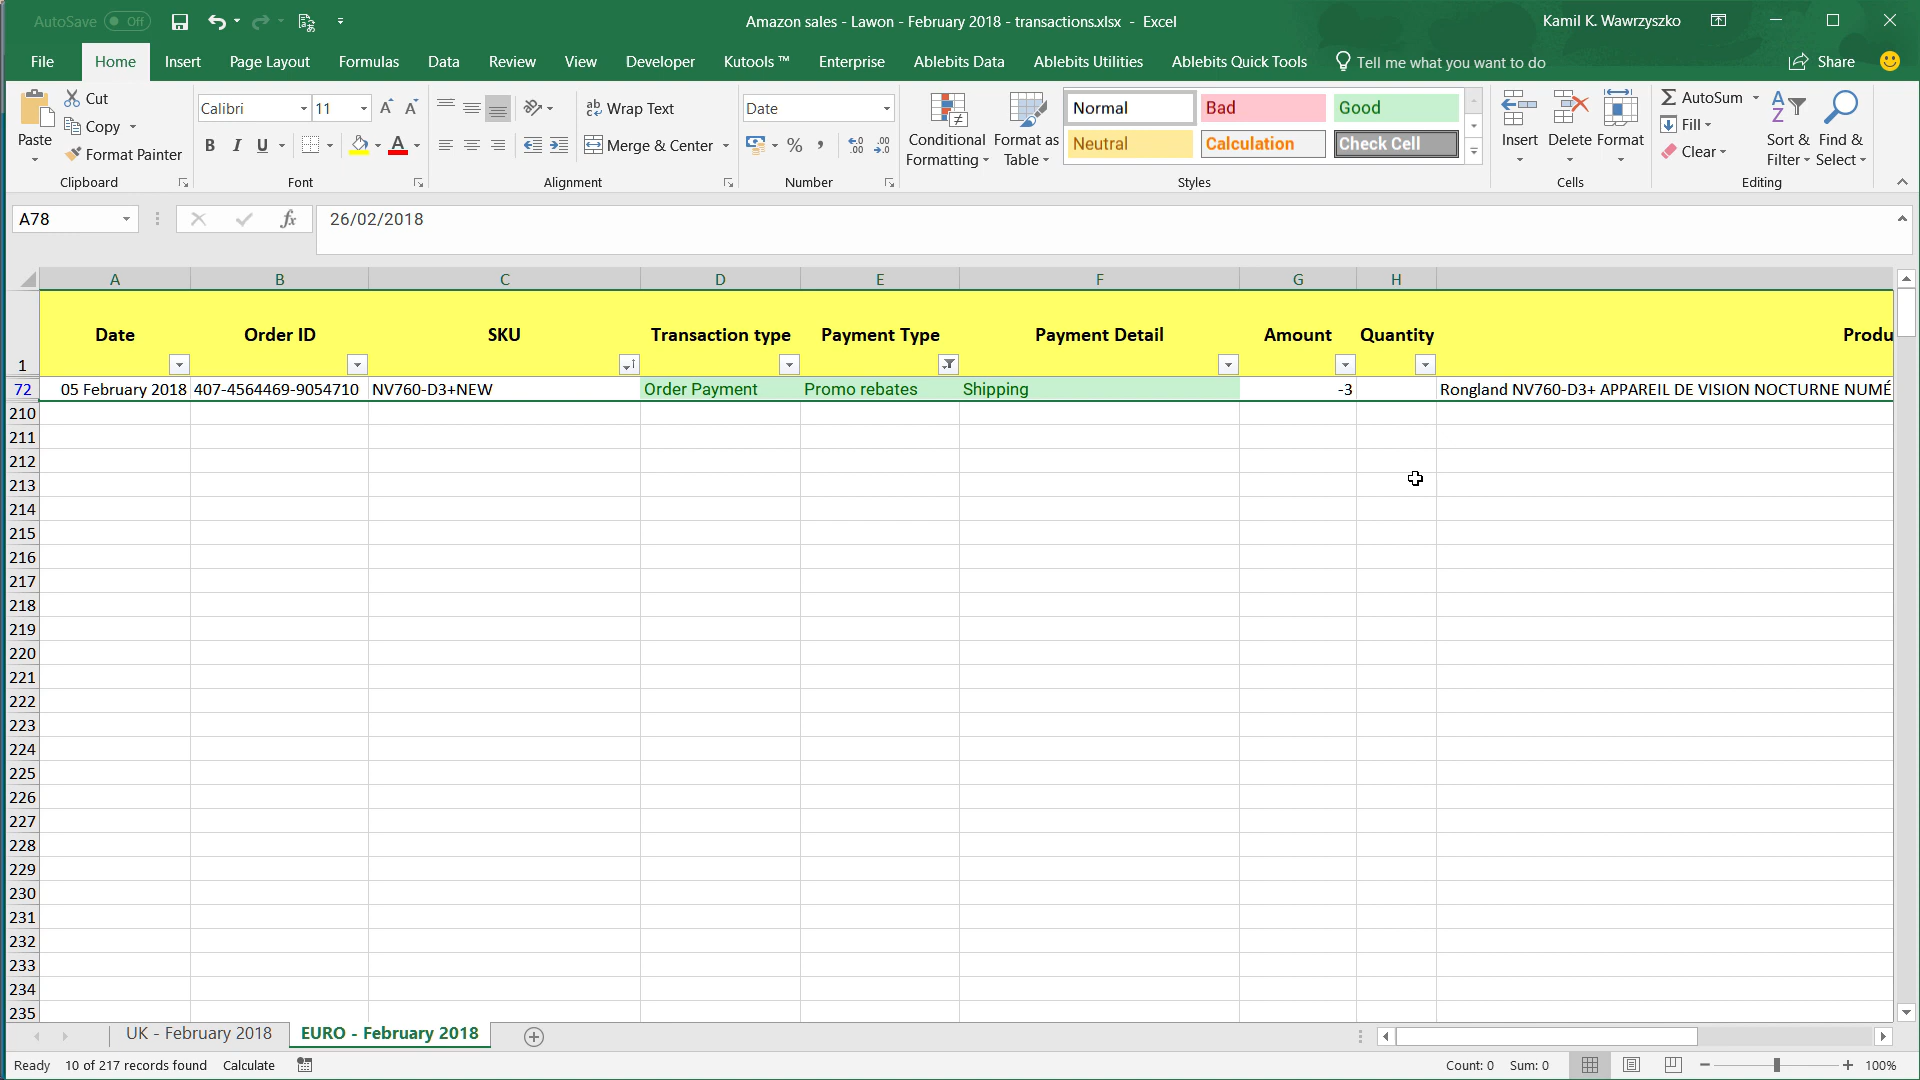 AutoSave Off
Amazon sales - Lawon - February 2018 - transactions.xlsx - Excel
Kamil K. Wawrzyszko
File Home Insert Page Layout Formulas Data Review View Developer Kutools ™ Enterprise Ablebits Data Ablebits Utilities Ablebits Quick Tools Tell me what you want to do Share
Paste
Cut
Copy
Format Painter
Clipboard
Calibri 11
B I U
Font
Wrap Text
Merge & Center
Alignment
Date
%
Number
Conditional Formatting
Format as Table
Normal Bad Good
Neutral Calculation Check Cell
Styles
Insert Delete Format
Cells
AutoSum
Fill
Clear
Sort & Filter
Find & Select
Editing
A78 fx 26/02/2018
A B C D E F G H
1 Date Order ID SKU Transaction type Payment Type Payment Detail Amount Quantity Produ
72 05 February 2018 407-4564469-9054710 NV760-D3+NEW Order Payment Promo rebates Shipping -3 Rongland NV760-D3+ APPAREIL DE VISION NOCTURNE NUMÉ
210
211
212
213
214
215
216
217
218
219
220
221
222
223
224
225
226
227
228
229
230
231
232
233
234
235
UK - February 2018 EURO - February 2018
Ready 10 of 217 records found Calculate Count: 0 Sum: 0 100%